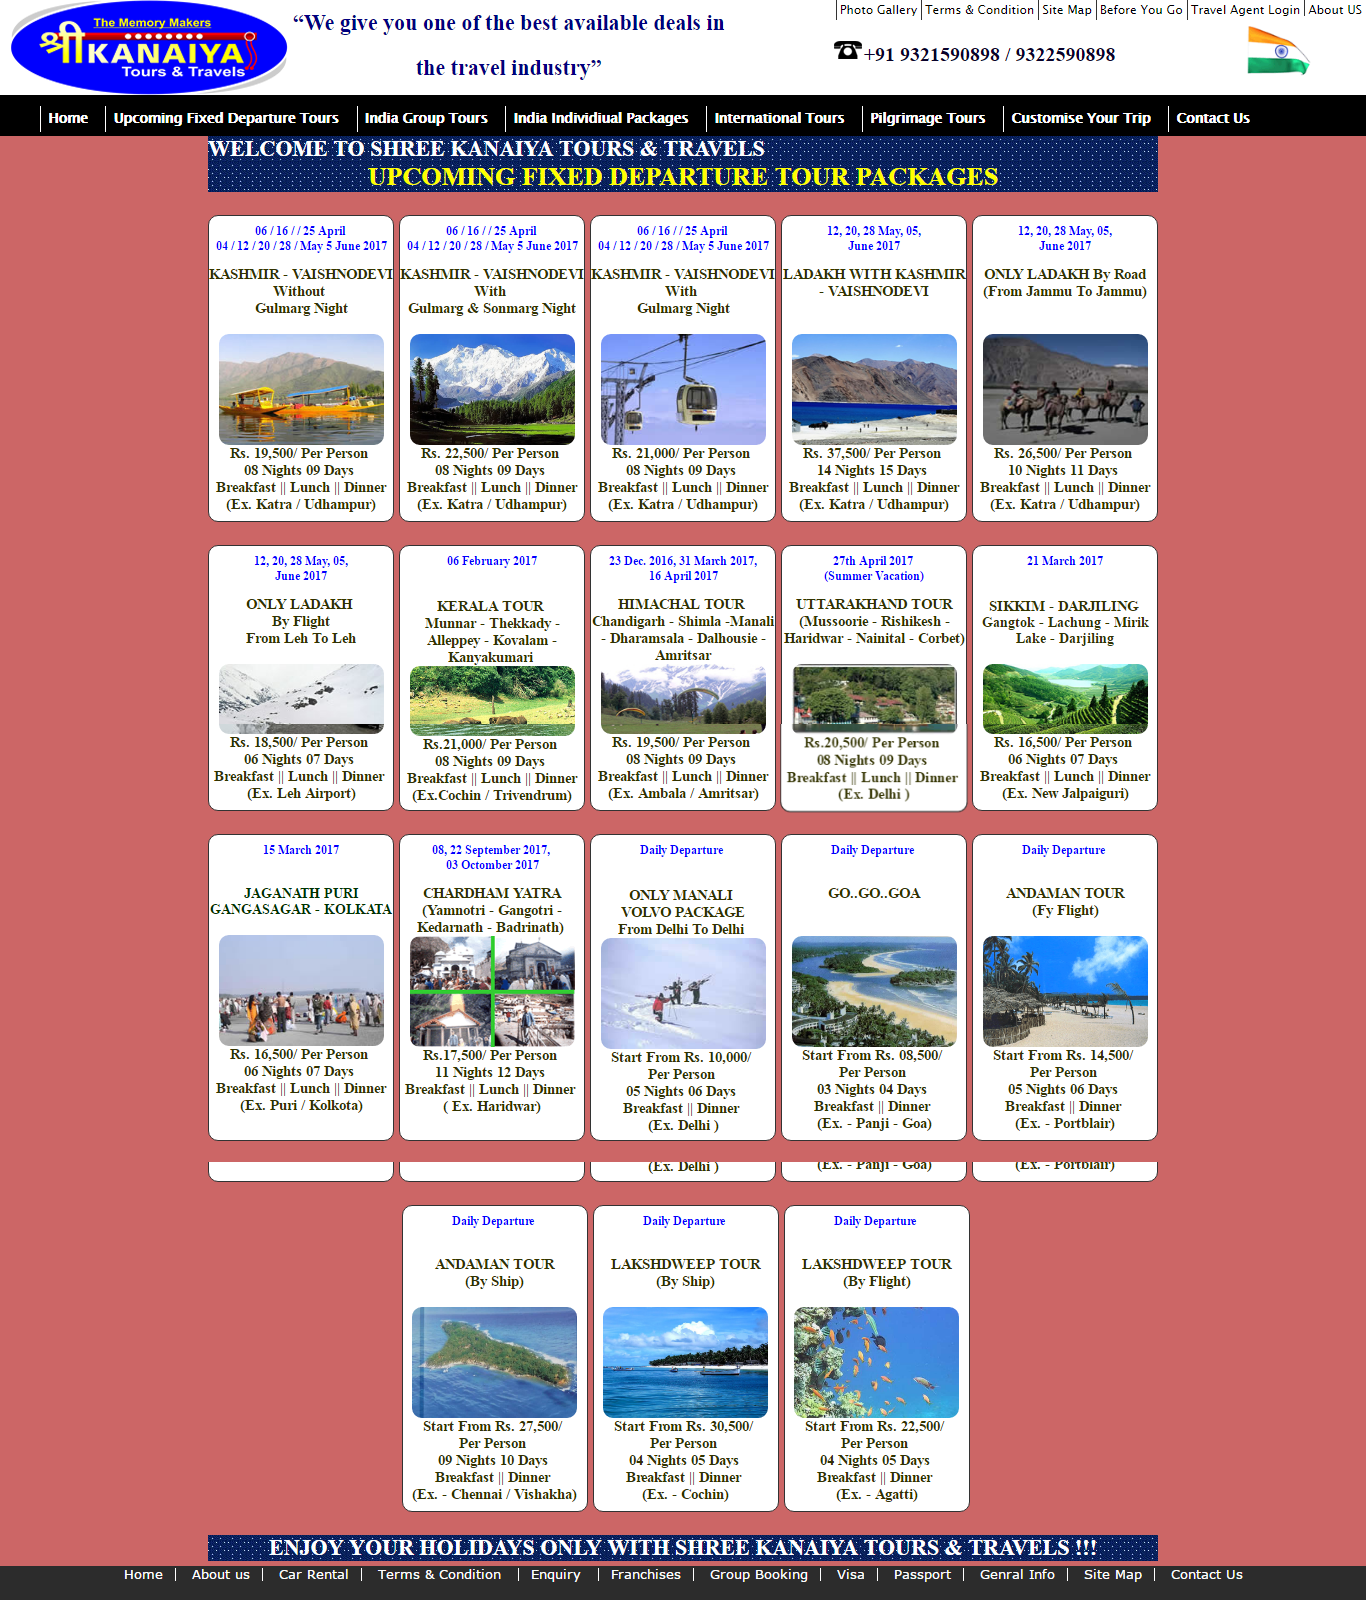 The Memory Makers
श्री KANAIYA
Tours & Travels
“We give you one of the best available deals in
the travel industry”
Photo Gallery
Terms & Condition
Site Map
Before You Go
Travel Agent Login
About US
+91 9321590898 / 9322590898
Home
Upcoming Fixed Departure Tours
India Group Tours
India Individiual Packages
International Tours
Pilgrimage Tours
Customise Your Trip
Contact Us
WELCOME TO SHREE KANAIYA TOURS & TRAVELS
UPCOMING FIXED DEPARTURE TOUR PACKAGES
06 / 16 / / 25 April
04 / 12 / 20 / 28 / May 5 June 2017
KASHMIR - VAISHNODEVI
Without
Gulmarg Night
Rs. 19,500/ Per Person
08 Nights 09 Days
Breakfast || Lunch || Dinner
(Ex. Katra / Udhampur)
06 / 16 / / 25 April
04 / 12 / 20 / 28 / May 5 June 2017
KASHMIR - VAISHNODEVI
With
Gulmarg & Sonmarg Night
Rs. 22,500/ Per Person
08 Nights 09 Days
Breakfast || Lunch || Dinner
(Ex. Katra / Udhampur)
06 / 16 / / 25 April
04 / 12 / 20 / 28 / May 5 June 2017
KASHMIR - VAISHNODEVI
With
Gulmarg Night
Rs. 21,000/ Per Person
08 Nights 09 Days
Breakfast || Lunch || Dinner
(Ex. Katra / Udhampur)
12, 20, 28 May, 05,
June 2017
LADAKH WITH KASHMIR
- VAISHNODEVI
Rs. 37,500/ Per Person
14 Nights 15 Days
Breakfast || Lunch || Dinner
(Ex. Katra / Udhampur)
12, 20, 28 May, 05,
June 2017
ONLY LADAKH By Road
(From Jammu To Jammu)
Rs. 26,500/ Per Person
10 Nights 11 Days
Breakfast || Lunch || Dinner
(Ex. Katra / Udhampur)
12, 20, 28 May, 05,
June 2017
ONLY LADAKH
By Flight
From Leh To Leh
Rs. 18,500/ Per Person
06 Nights 07 Days
Breakfast || Lunch || Dinner
(Ex. Leh Airport)
06 February 2017
KERALA TOUR
Munnar - Thekkady -
Alleppey - Kovalam -
Kanyakumari
Rs.21,000/ Per Person
08 Nights 09 Days
Breakfast || Lunch || Dinner
(Ex.Cochin / Trivendrum)
23 Dec. 2016, 31 March 2017,
16 April 2017
HIMACHAL TOUR
Chandigarh - Shimla -Manali
- Dharamsala - Dalhousie -
Amritsar
Rs. 19,500/ Per Person
08 Nights 09 Days
Breakfast || Lunch || Dinner
(Ex. Ambala / Amritsar)
27th April 2017
(Summer Vacation)
UTTARAKHAND TOUR
(Mussoorie - Rishikesh -
Haridwar - Nainital - Corbet)
Rs.20,500/ Per Person
08 Nights 09 Days
Breakfast || Lunch || Dinner
(Ex. Delhi )
21 March 2017
SIKKIM - DARJILING
Gangtok - Lachung - Mirik
Lake - Darjiling
Rs. 16,500/ Per Person
06 Nights 07 Days
Breakfast || Lunch || Dinner
(Ex. New Jalpaiguri)
15 March 2017
JAGANATH PURI
GANGASAGAR - KOLKATA
Rs. 16,500/ Per Person
06 Nights 07 Days
Breakfast || Lunch || Dinner
(Ex. Puri / Kolkota)
08, 22 September 2017,
03 Octomber 2017
CHARDHAM YATRA
(Yamnotri - Gangotri -
Kedarnath - Badrinath)
Rs.17,500/ Per Person
11 Nights 12 Days
Breakfast || Lunch || Dinner
( Ex. Haridwar)
Daily Departure
ONLY MANALI
VOLVO PACKAGE
From Delhi To Delhi
Start From Rs. 10,000/
Per Person
05 Nights 06 Days
Breakfast || Dinner
(Ex. Delhi )
Daily Departure
GO..GO..GOA
Start From Rs. 08,500/
Per Person
03 Nights 04 Days
Breakfast || Dinner
(Ex. - Panji - Goa)
Daily Departure
ANDAMAN TOUR
(Fy Flight)
Start From Rs. 14,500/
Per Person
05 Nights 06 Days
Breakfast || Dinner
(Ex. - Portblair)
(Ex. Delhi )
(Ex. - Panji - Goa)
(Ex. - Portblair)
Daily Departure
ANDAMAN TOUR
(By Ship)
Start From Rs. 27,500/
Per Person
09 Nights 10 Days
Breakfast || Dinner
(Ex. - Chennai / Vishakha)
Daily Departure
LAKSHDWEEP TOUR
(By Ship)
Start From Rs. 30,500/
Per Person
04 Nights 05 Days
Breakfast || Dinner
(Ex. - Cochin)
Daily Departure
LAKSHDWEEP TOUR
(By Flight)
Start From Rs. 22,500/
Per Person
04 Nights 05 Days
Breakfast || Dinner
(Ex. - Agatti)
ENJOY YOUR HOLIDAYS ONLY WITH SHREE KANAIYA TOURS & TRAVELS !!!
Home | About us | Car Rental | Terms & Condition | Enquiry | Franchises | Group Booking | Visa | Passport | Genral Info | Site Map | Contact Us